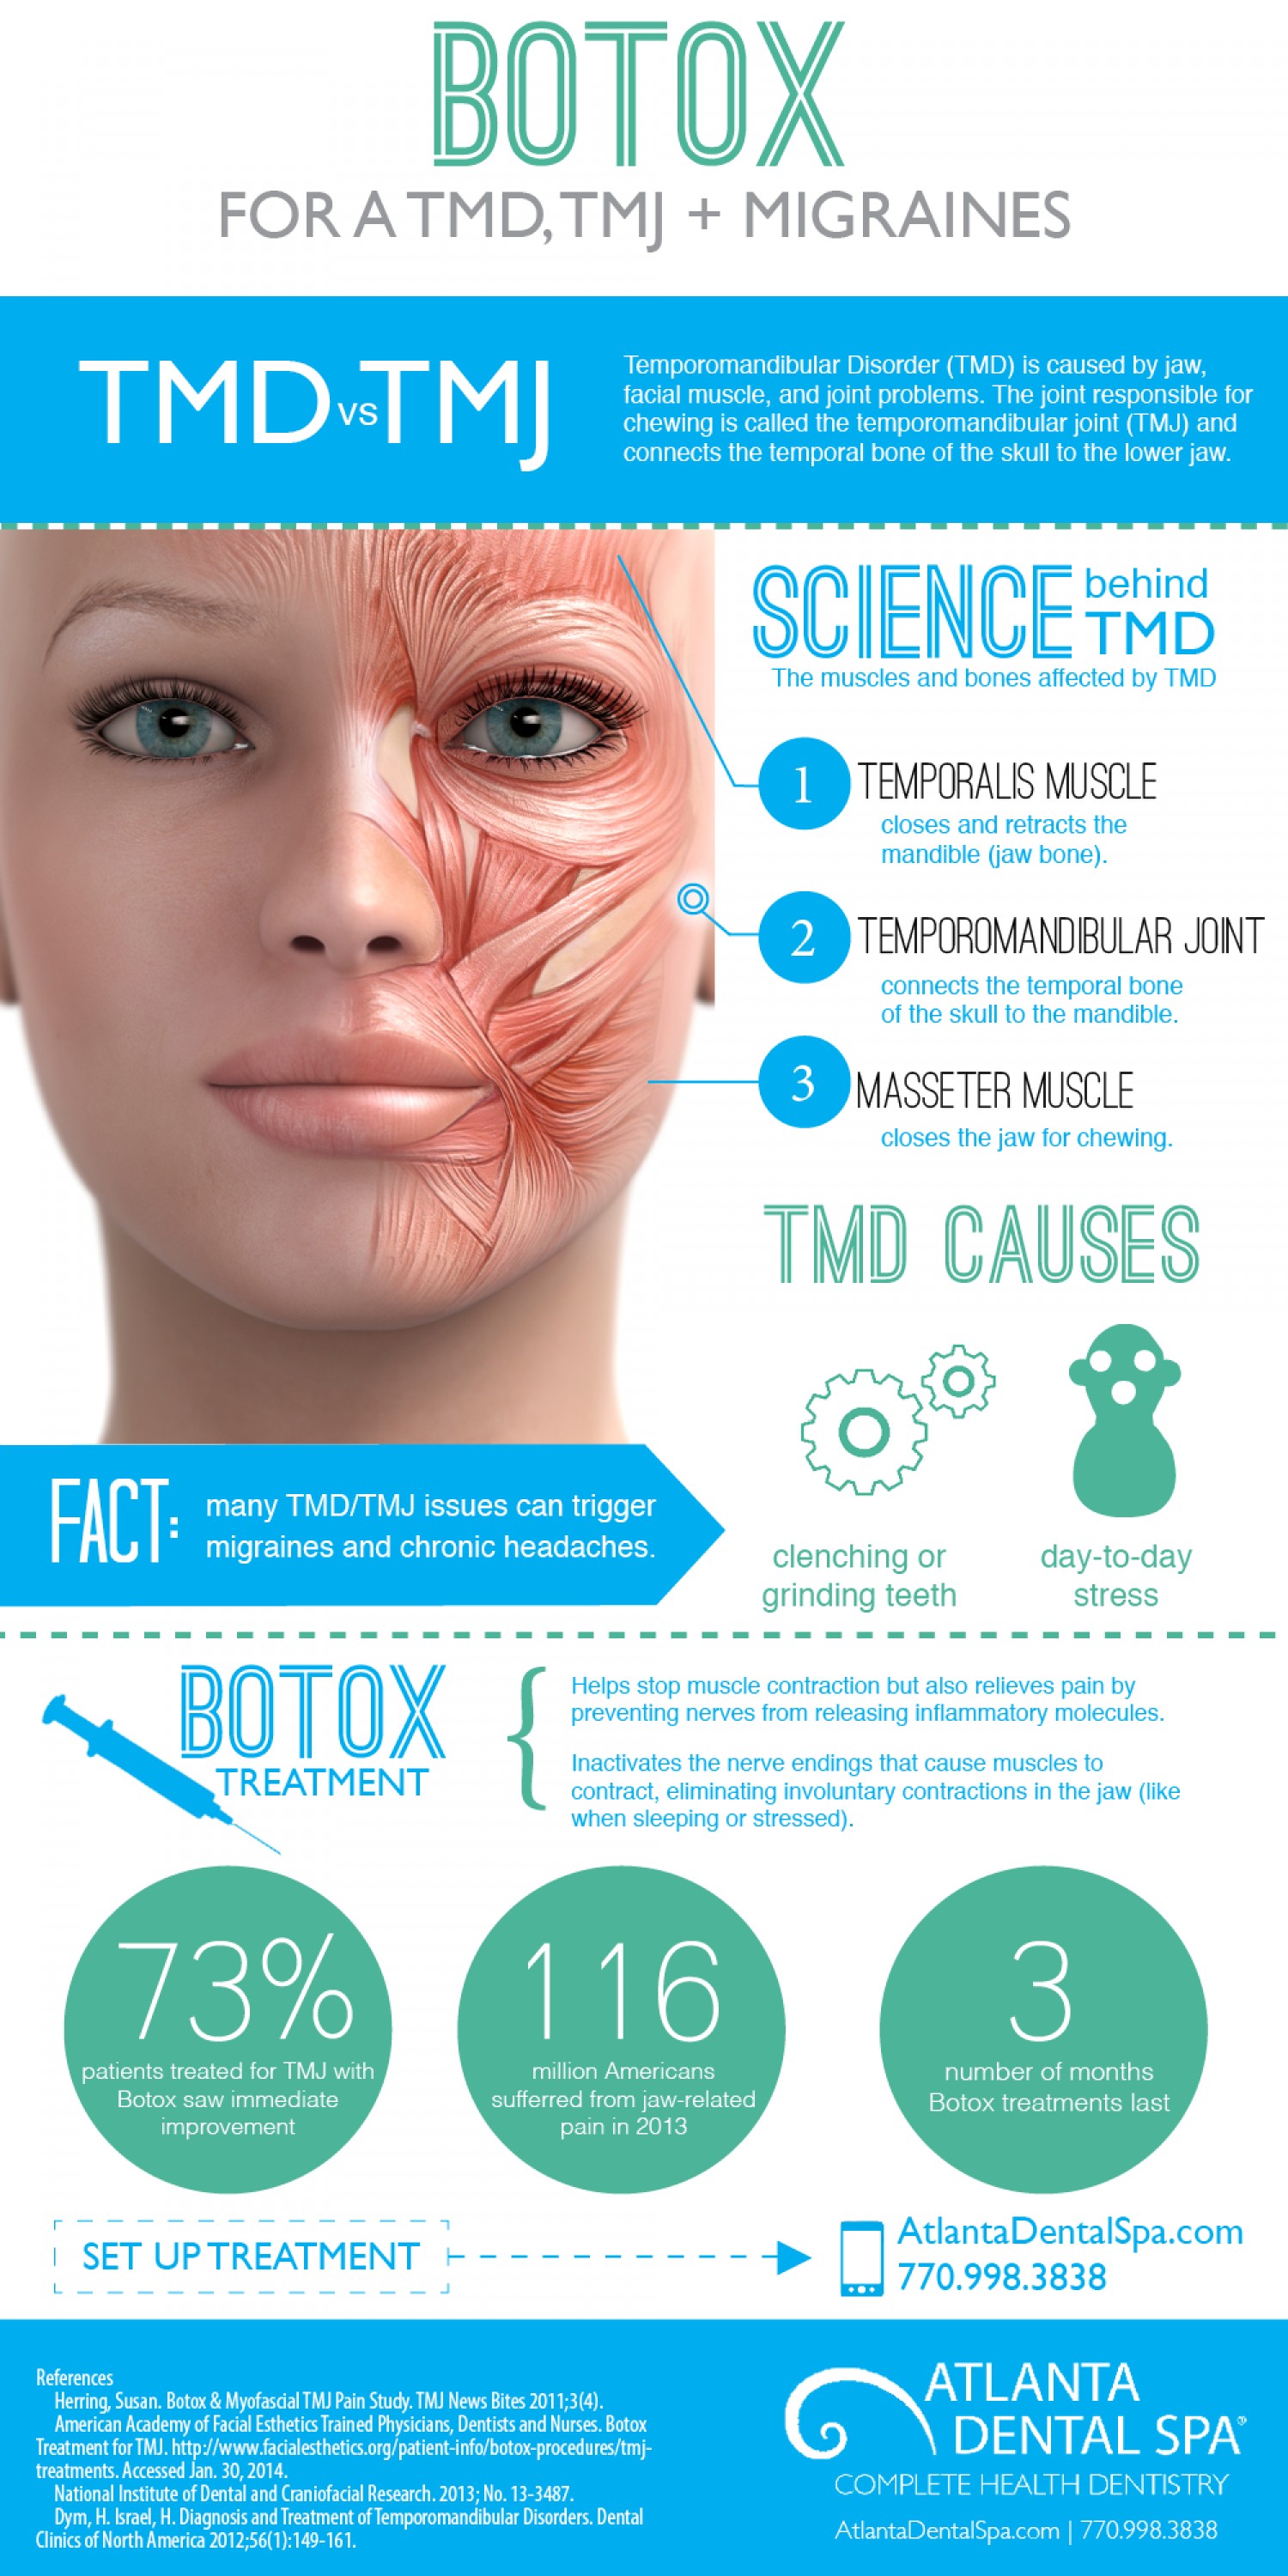 BOTOX
FOR A TMD, TMJ + MIGRAINES
TMD vs TMJ
Temporomandibular Disorder (TMD) is caused by jaw,
facial muscle, and joint problems. The joint responsible for
chewing is called the temporomandibular joint (TMJ) and
connects the temporal bone of the skull to the lower jaw.
SCIENCE behind TMD
The muscles and bones affected by TMD
1 TEMPORALIS MUSCLE
closes and retracts the
mandible (jaw bone).
2 TEMPOROMANDIBULAR JOINT
connects the temporal bone
of the skull to the mandible.
3 MASSETER MUSCLE
closes the jaw for chewing.
TMD CAUSES
clenching or
grinding teeth
day-to-day
stress
FACT: many TMD/TMJ issues can trigger
migraines and chronic headaches.
BOTOX
TREATMENT
Helps stop muscle contraction but also relieves pain by
preventing nerves from releasing inflammatory molecules.
Inactivates the nerve endings that cause muscles to
contract, eliminating involuntary contractions in the jaw (like
when sleeping or stressed).
73%
patients treated for TMJ with
Botox saw immediate
improvement
116
million Americans
sufferred from jaw-related
pain in 2013
3
number of months
Botox treatments last
SET UP TREATMENT
AtlantaDentalSpa.com
770.998.3838
References
Herring, Susan. Botox & Myofascial TMJ Pain Study. TMJ News Bites 2011;3(4).
American Academy of Facial Esthetics Trained Physicians, Dentists and Nurses. Botox
Treatment for TMJ. http://www.facialesthetics.org/patient-info/botox-procedures/tmj-
treatments. Accessed Jan. 30, 2014.
National Institute of Dental and Craniofacial Research. 2013; No. 13-3487.
Dym, H. Israel, H. Diagnosis and Treatment of Temporomandibular Disorders. Dental
Clinics of North America 2012;56(1):149-161.
ATLANTA
DENTAL SPA®
COMPLETE HEALTH DENTISTRY
AtlantaDentalSpa.com | 770.998.3838